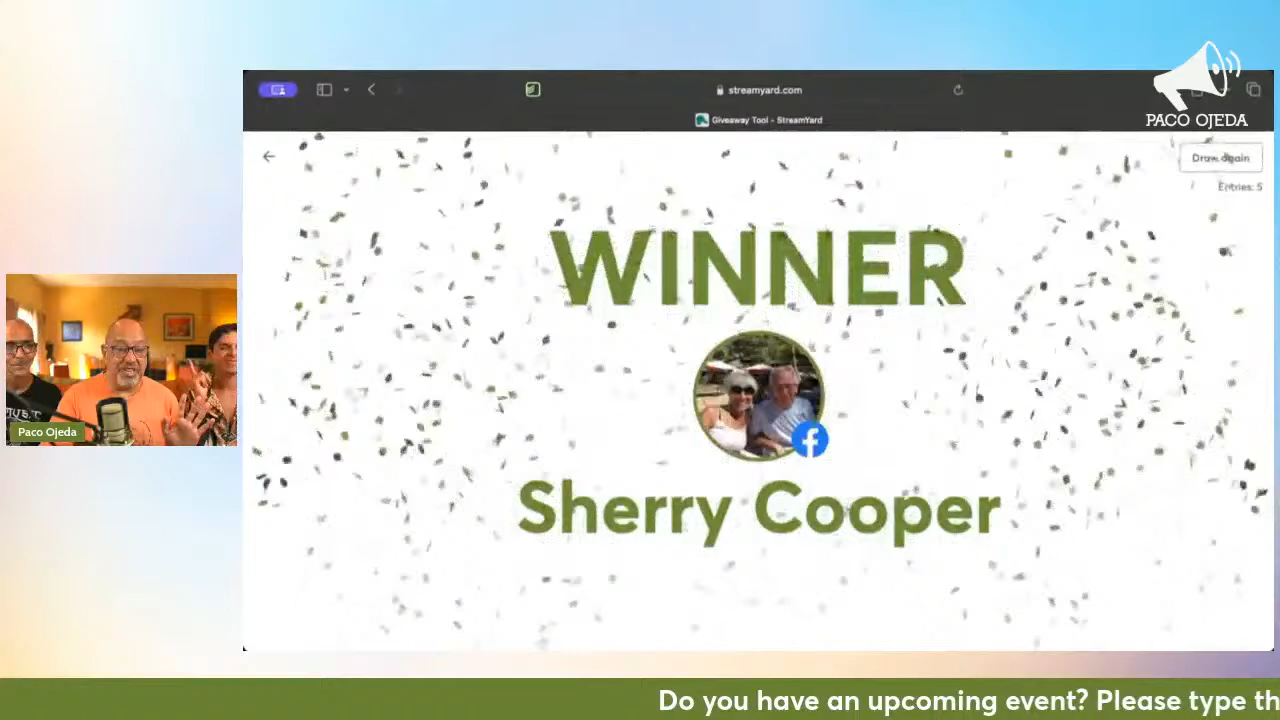 streamyard.com
Giveaway Tool - StreamYard
PACO OJEDA
Draw again
Entries: 5
WINNER
Sherry Cooper
Paco Ojeda
Do you have an upcoming event? Please type th